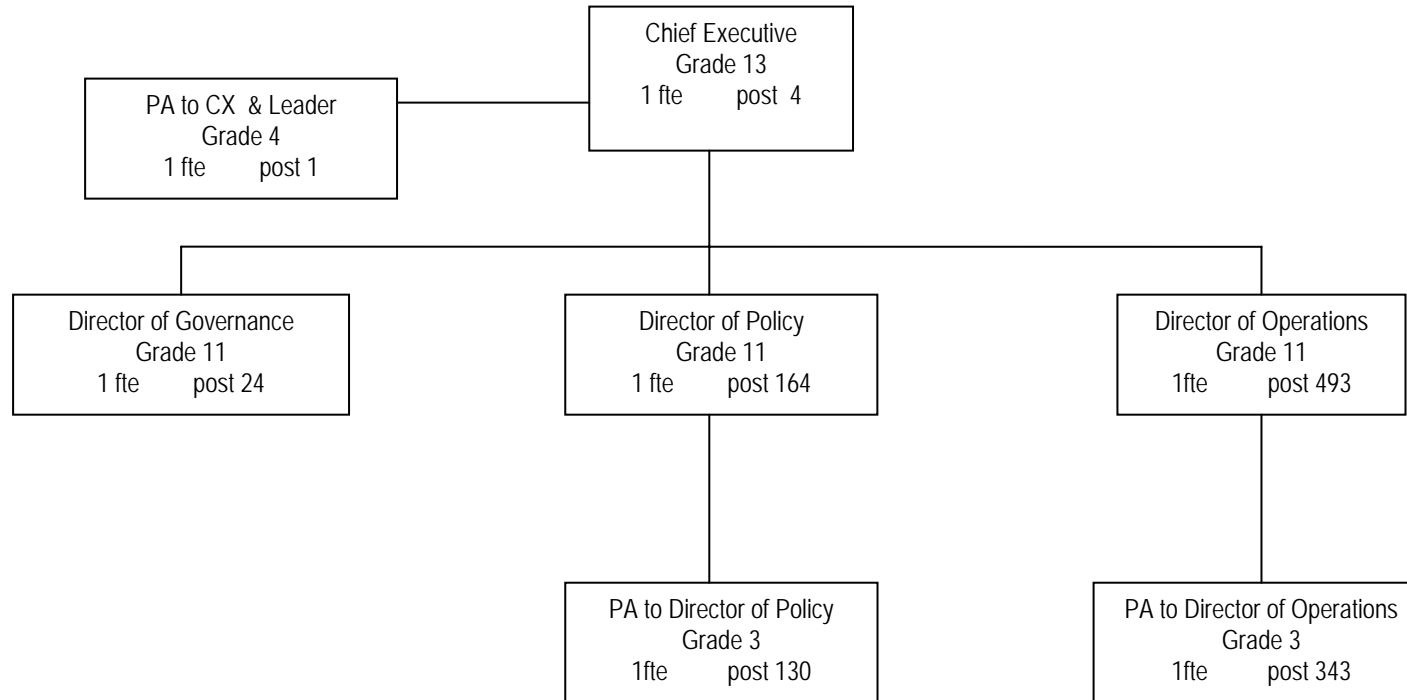 Chief Executive
Grade 13
1 fte post 4
PA to CX & Leader
Grade 4
1 fte post 1
Director of Governance
Grade 11
1 fte post 24
Director of Policy
Grade 11
1 fte post 164
Director of Operations
Grade 11
1fte post 493
PA to Director of Policy
Grade 3
1fte post 130
PA to Director of Operations
Grade 3
1fte post 343